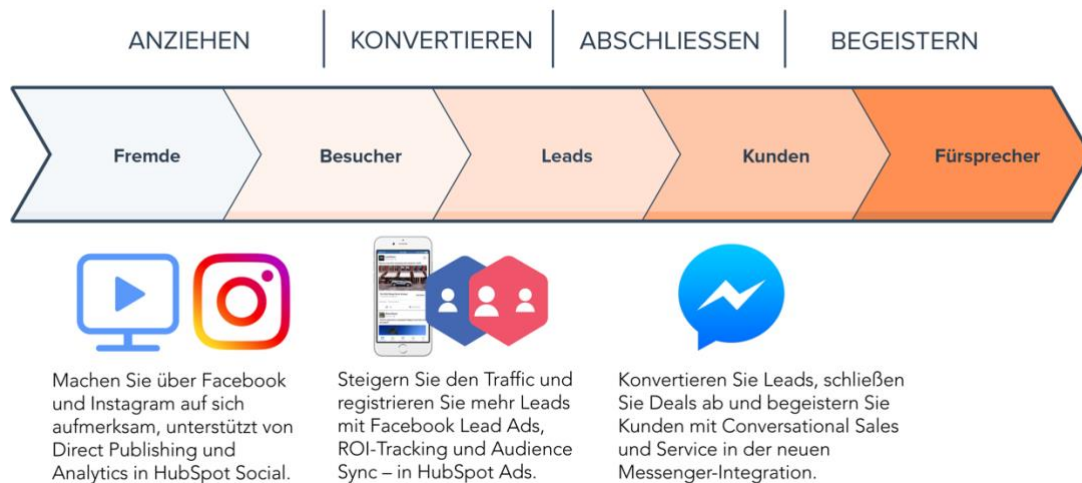 ANZIEHEN
KONVERTIEREN
ABSCHLIESSEN
BEGEISTERN
Fremde
Besucher
Leads
Kunden
Fürsprecher
Machen Sie über Facebook
und Instagram auf sich
aufmerksam, unterstützt von
Direct Publishing und
Analytics in HubSpot Social.
Steigern Sie den Traffic und
registrieren Sie mehr Leads
mit Facebook Lead Ads,
ROI-Tracking und Audience
Sync – in HubSpot Ads.
Konvertieren Sie Leads, schließen
Sie Deals ab und begeistern Sie
Kunden mit Conversational Sales
und Service in der neuen
Messenger-Integration.